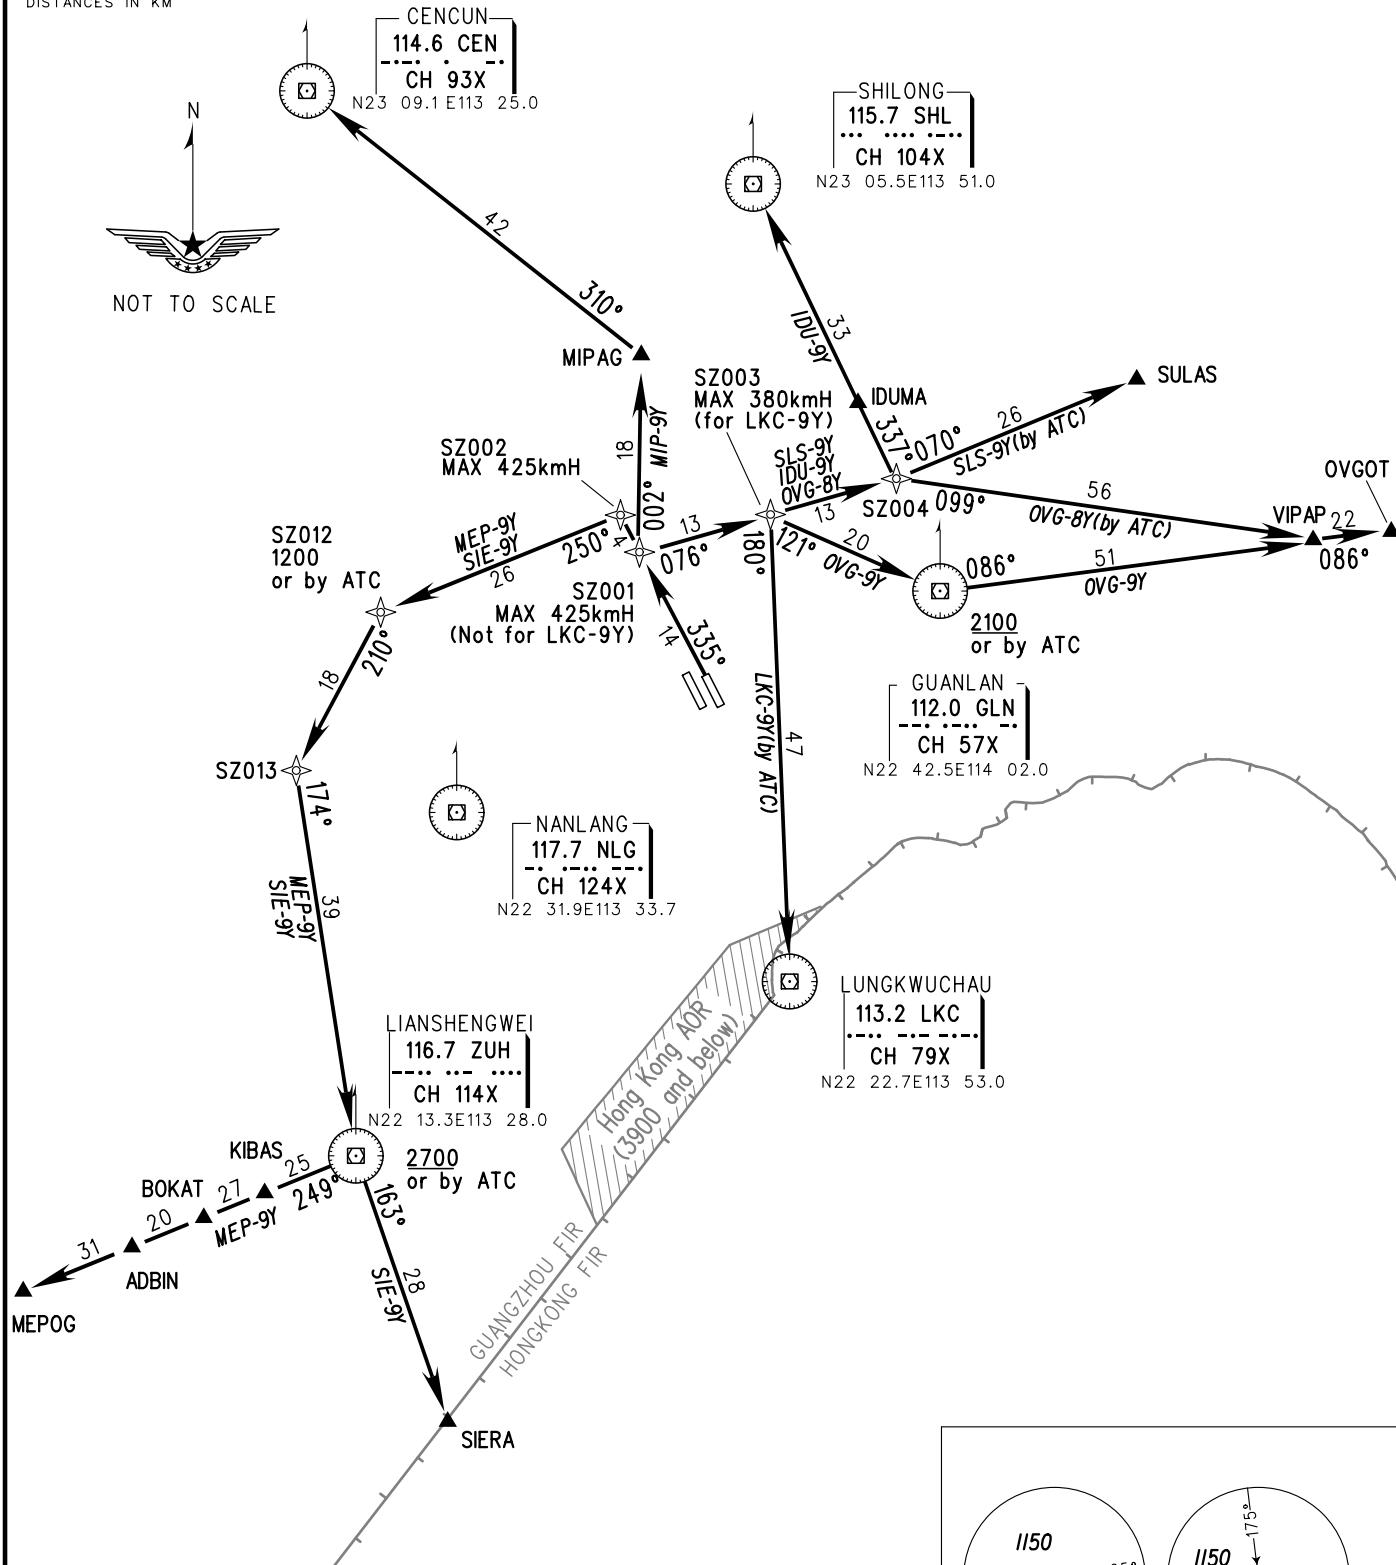 DISTANCES IN KM
CENCUN
114.6 CEN
CH 93X
N23 09.1 E113 25.0
SHILONG
115.7 SHL
CH 104X
N23 05.5E113 51.0
N
NOT TO SCALE
42
310°
MIPAG
33
IDU-9Y
IDUMA
337°
SULAS
26
070°
SLS-9Y(by ATC)
SZ003
MAX 380kmH
(for LKC-9Y)
18
MIP-9Y
002°
SZ002
MAX 425kmH
SLS-9Y
IDU-9Y
OVG-8Y
13
SZ004
099°
56
OVG-8Y(by ATC)
OVGOT
VIPAP
22
086°
SZ012
1200
or by ATC
MEP-9Y
SIE-9Y
26
250°
4
13
076°
180°
121°
20
OVG-9Y
086°
51
OVG-9Y
SZ001
MAX 425kmH
(Not for LKC-9Y)
14
335°
2100
or by ATC
210°
18
GUANLAN
112.0 GLN
CH 57X
N22 42.5E114 02.0
LKC-9Y(by ATC)
47
SZ013
174°
NANLANG
117.7 NLG
CH 124X
N22 31.9E113 33.7
39
MEP-9Y
SIE-9Y
LUNGKWUCHAU
113.2 LKC
CH 79X
N22 22.7E113 53.0
Hong Kong AOR
(3900 and below)
LIANSHENGWEI
116.7 ZUH
CH 114X
N22 13.3E113 28.0
2700
or by ATC
KIBAS
25
249°
BOKAT
27
MEP-9Y
20
ADBIN
31
MEPOG
163°
28
SIE-9Y
GUANGZHOU FIR
HONGKONG FIR
SIERA
1150
175°
1150